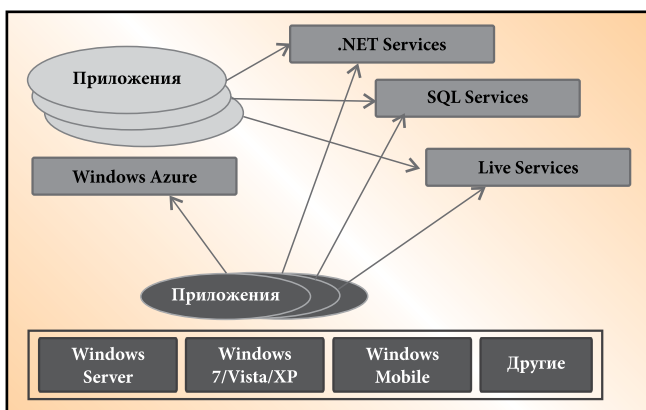 .NET Services
Приложения
SQL Services
Live Services
Windows Azure
Приложения
Windows
Server
Windows
7/Vista/XP
Windows
Mobile
Другие